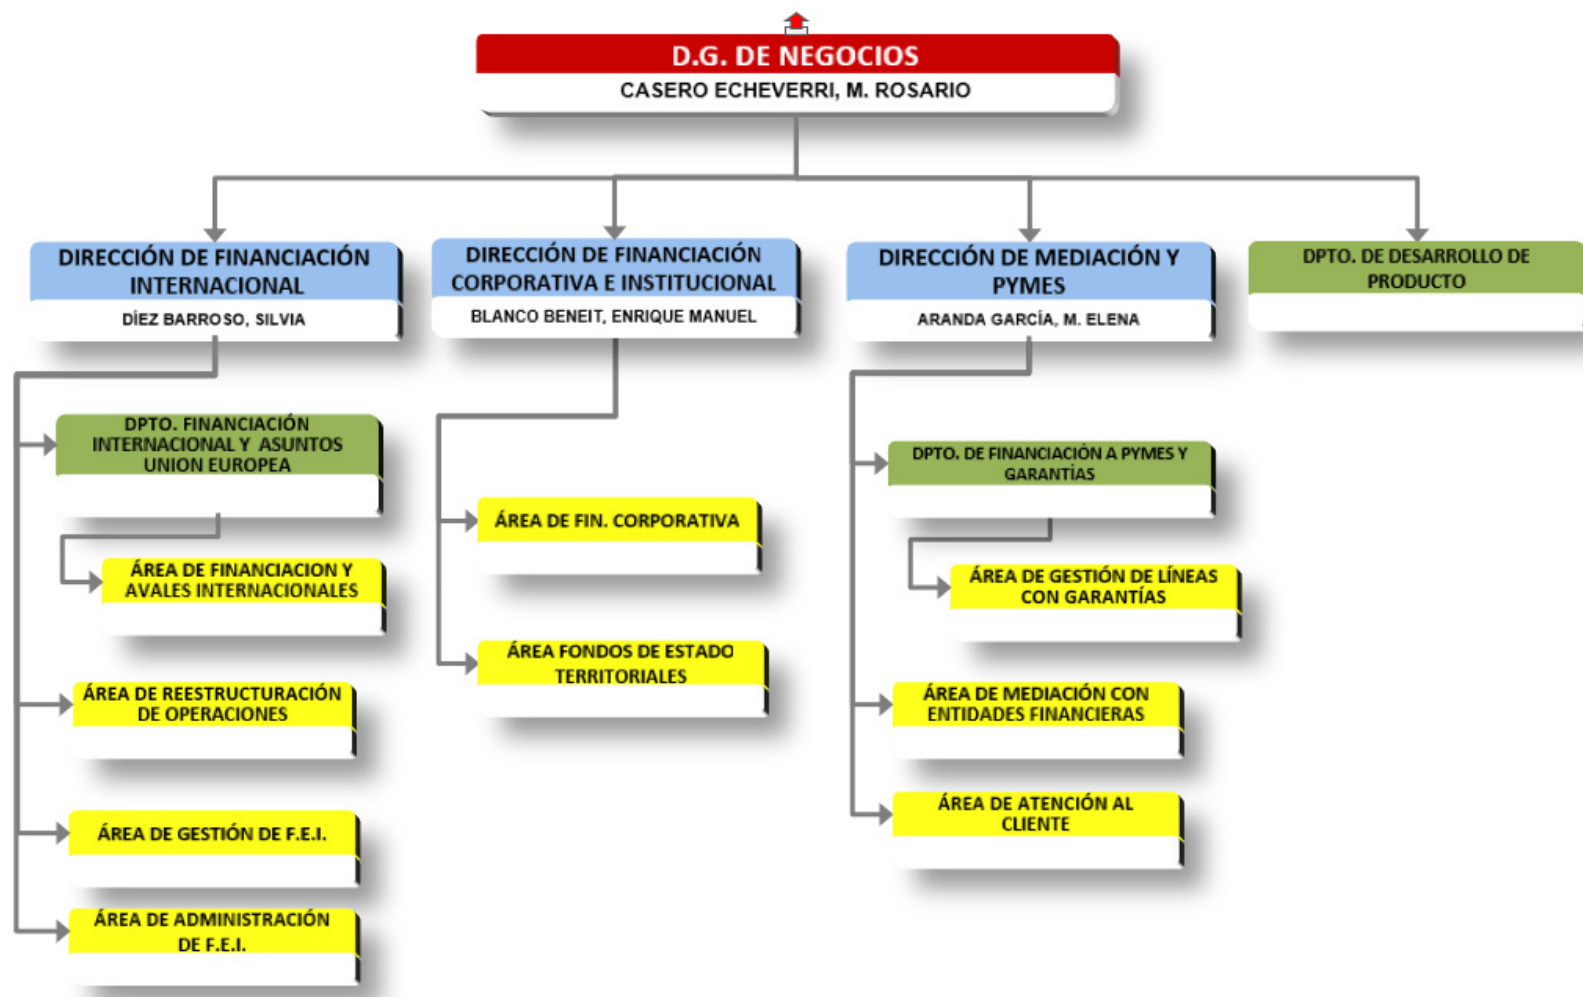 D.G. DE NEGOCIOS
CASERO ECHEVERRI, M. ROSARIO
DIRECCIÓN DE FINANCIACIÓN
INTERNACIONAL
DÍEZ BARROSO, SILVIA
DPTO. FINANCIACIÓN
INTERNACIONAL Y ASUNTOS
UNION EUROPEA
ÁREA DE FINANCIACION Y
AVALES INTERNACIONALES
ÁREA DE REESTRUCTURACIÓN
DE OPERACIONES
ÁREA DE GESTIÓN DE F.E.I.
ÁREA DE ADMINISTRACIÓN
DE F.E.I.
DIRECCIÓN DE FINANCIACIÓN
CORPORATIVA E INSTITUCIONAL
BLANCO BENEIT, ENRIQUE MANUEL
ÁREA DE FIN. CORPORATIVA
ÁREA FONDOS DE ESTADO
TERRITORIALES
DIRECCIÓN DE MEDIACIÓN Y
PYMES
ARANDA GARCÍA, M. ELENA
DPTO. DE FINANCIACIÓN A PYMES Y
GARANTÍAS
ÁREA DE GESTIÓN DE LÍNEAS
CON GARANTÍAS
ÁREA DE MEDIACIÓN CON
ENTIDADES FINANCIERAS
ÁREA DE ATENCIÓN AL
CLIENTE
DPTO. DE DESARROLLO DE
PRODUCTO